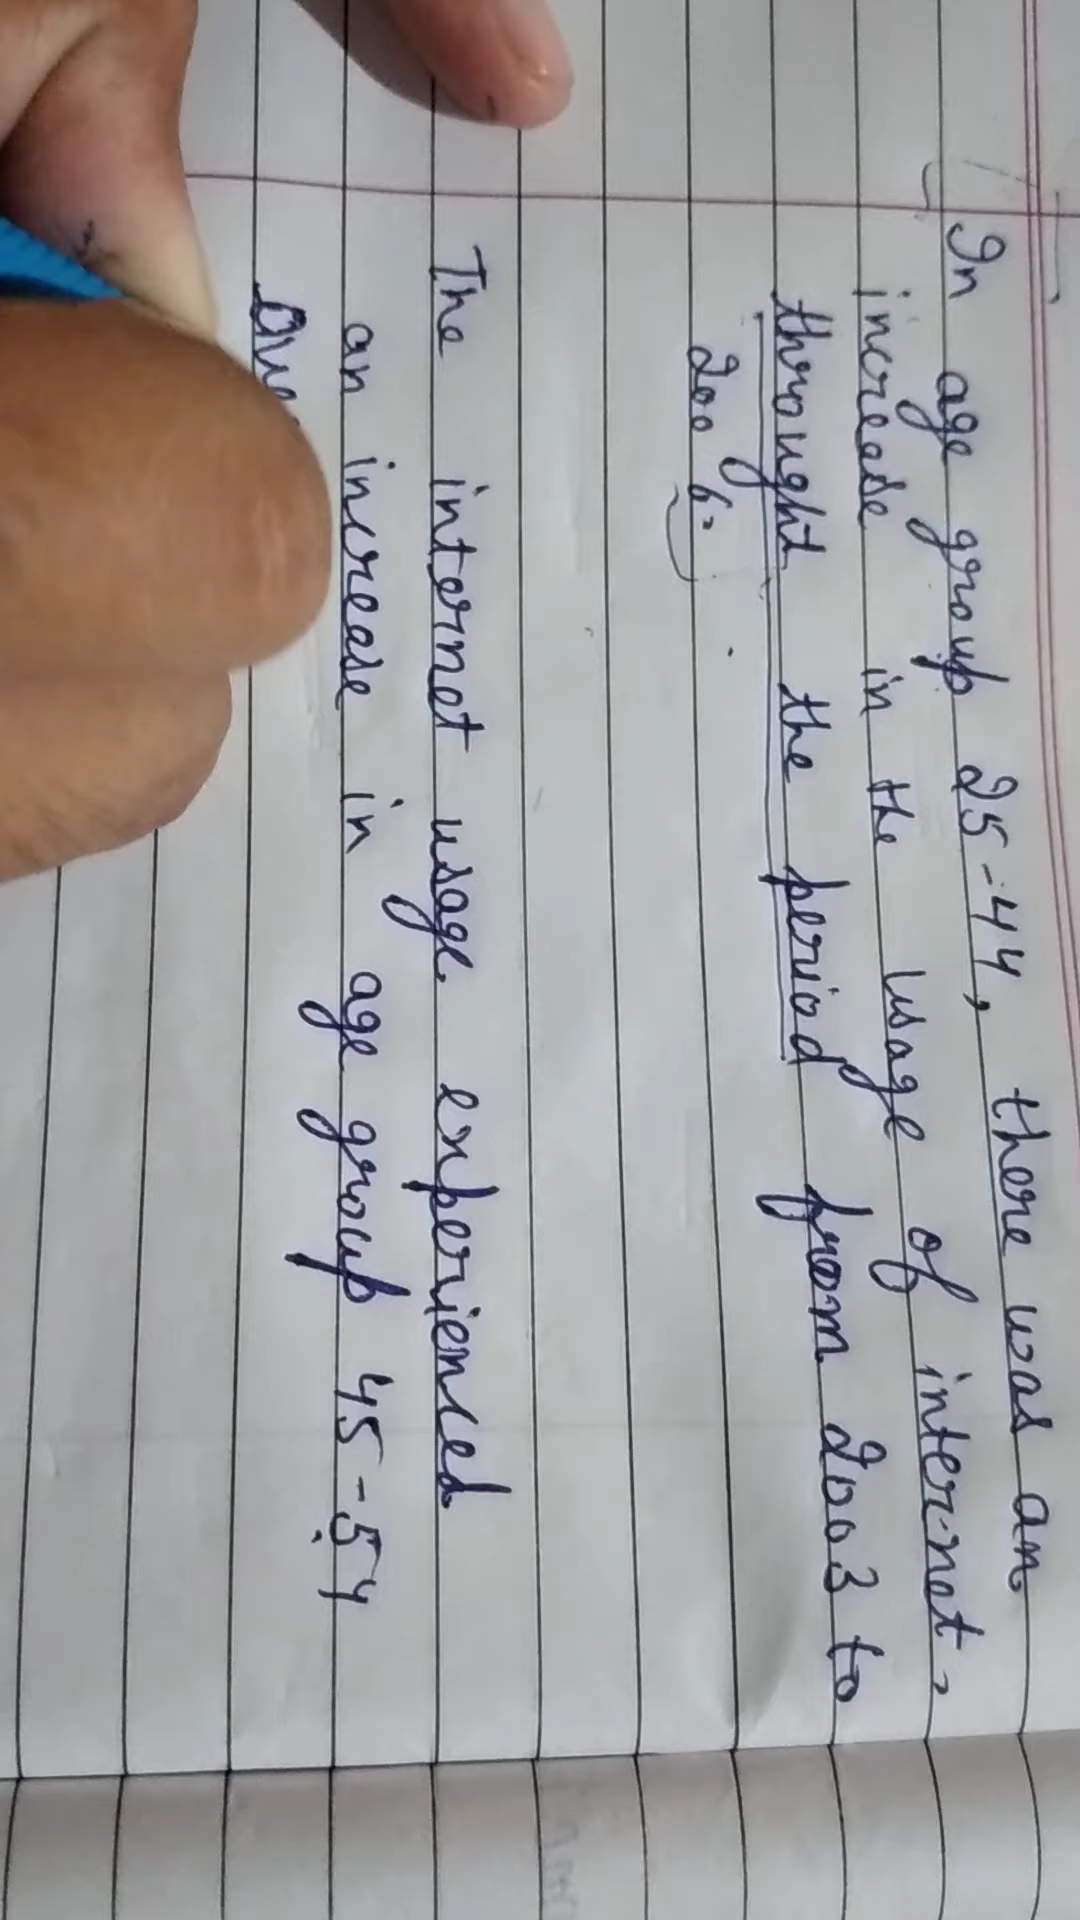 In age group 25-44, there was an
increase in the usage of internet,
throught the period from 2003 to
2006.
The internet usage experienced
an increase in age group 45-54